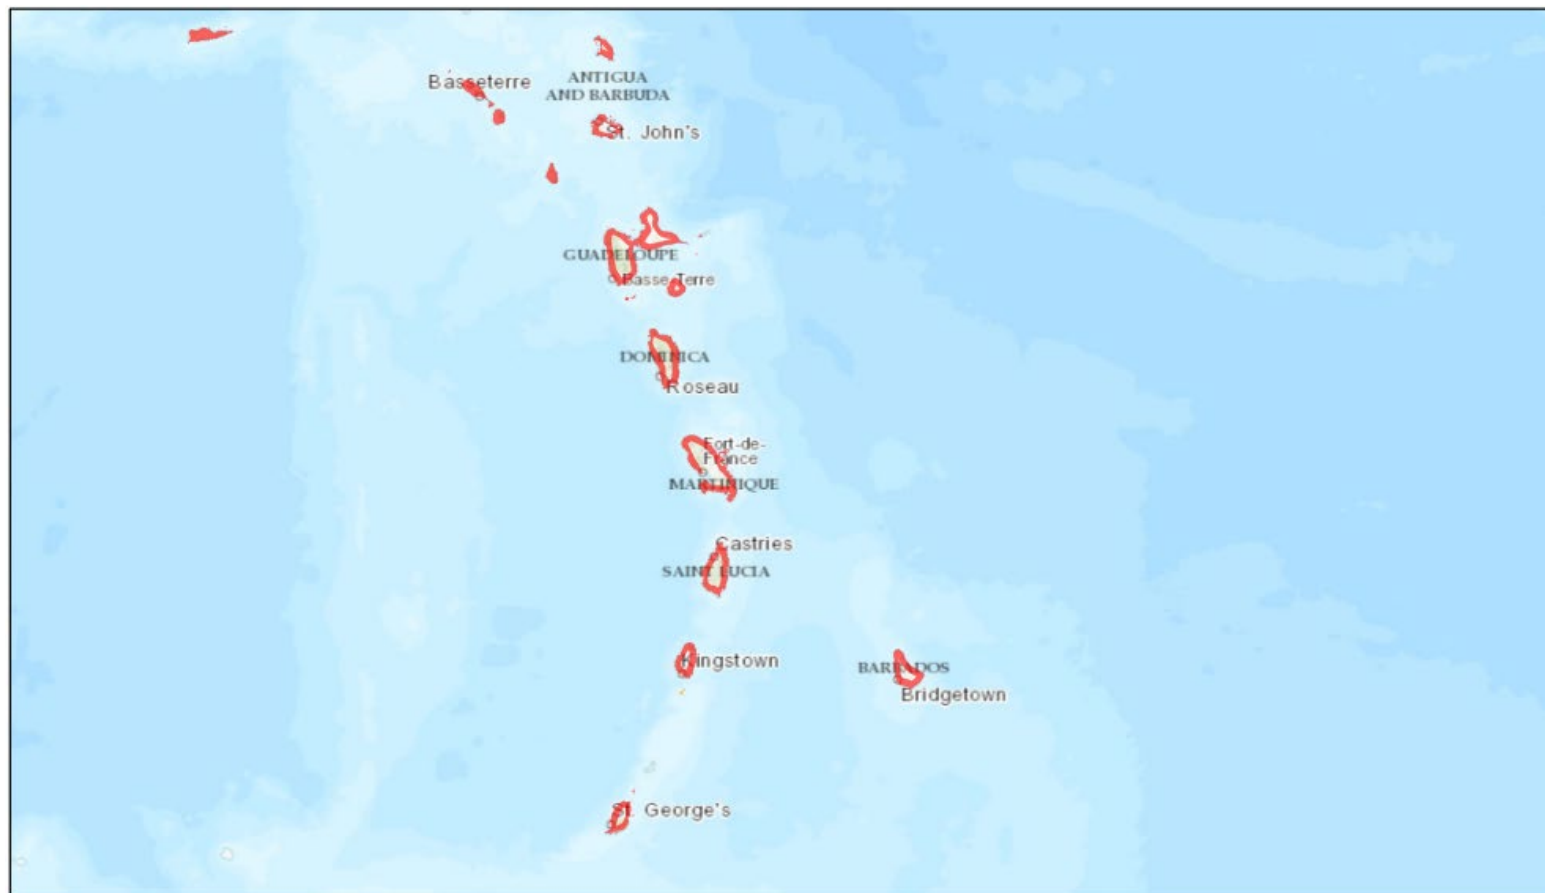 Basseterre
ANTIGUA
AND BARBUDA
St. John's
GUADELOUPE
Basse-Terre
DOMINICA
Roseau
Fort-de-
France
MARTINIQUE
Castries
SAINT LUCIA
Kingstown
BARBADOS
Bridgetown
St. George's